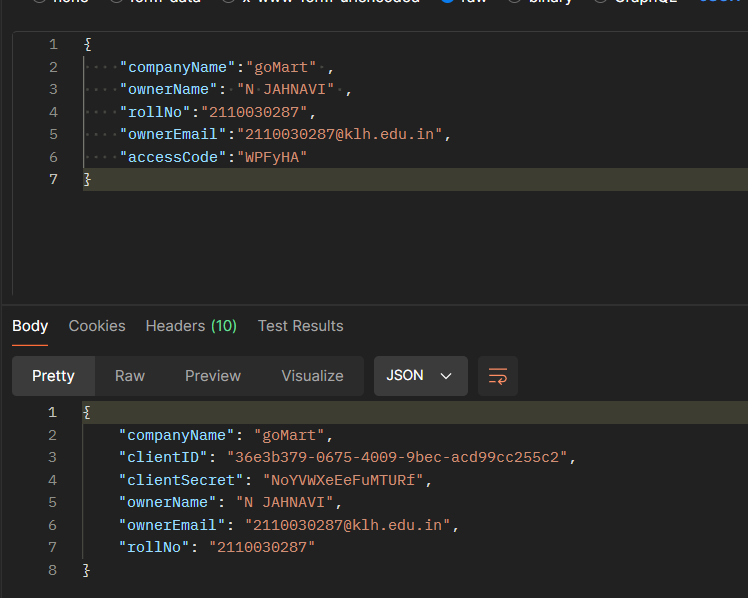 none form-data x-www-form-urlencoded raw binary GraphQL JSON
1 {
2 "companyName":"goMart" ,
3 "ownerName": "N JAHNAVI" ,
4 "rollNo":"2110030287",
5 "ownerEmail":"2110030287@klh.edu.in",
6 "accessCode":"WPFyHA"
7 }
Body Cookies Headers (10) Test Results
Pretty Raw Preview Visualize JSON
1 {
2 "companyName": "goMart",
3 "clientID": "36e3b379-0675-4009-9bec-acd99cc255c2",
4 "clientSecret": "NoYVWXeEeFuMTURf",
5 "ownerName": "N JAHNAVI",
6 "ownerEmail": "2110030287@klh.edu.in",
7 "rollNo": "2110030287"
8 }